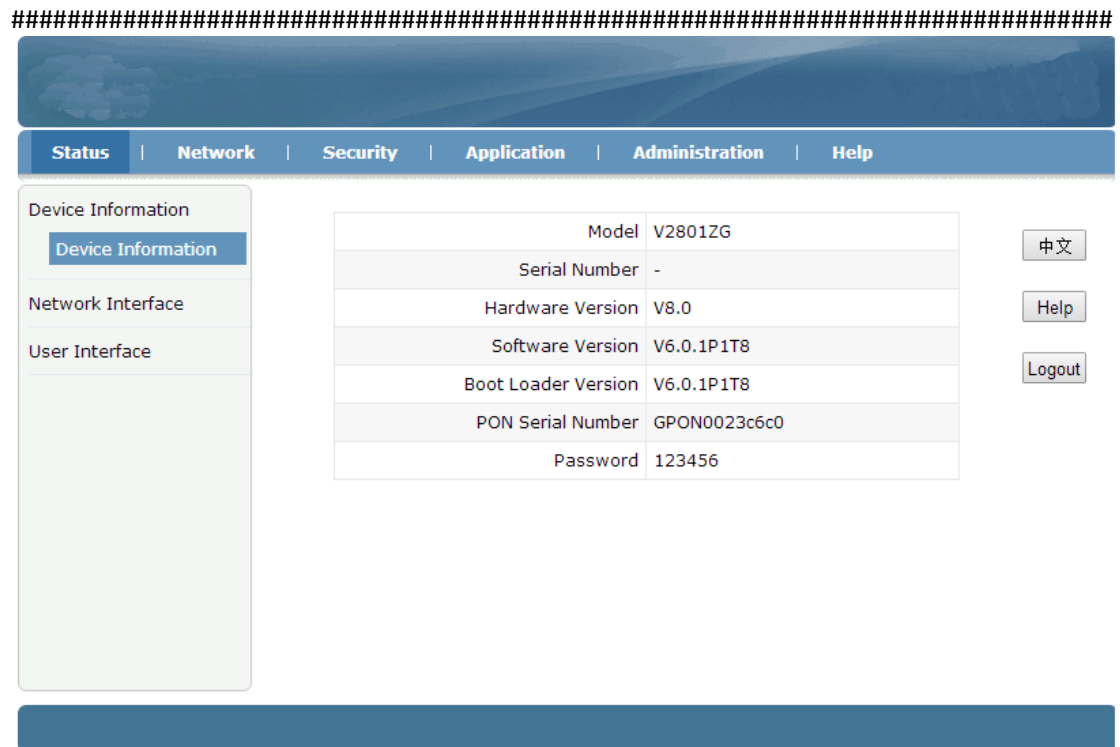 ###############################################################################
Status | Network | Security | Application | Administration | Help
Device Information
Device Information
Network Interface
User Interface
Model V2801ZG
Serial Number -
Hardware Version V8.0
Software Version V6.0.1P1T8
Boot Loader Version V6.0.1P1T8
PON Serial Number GPON0023c6c0
Password 123456
中文
Help
Logout